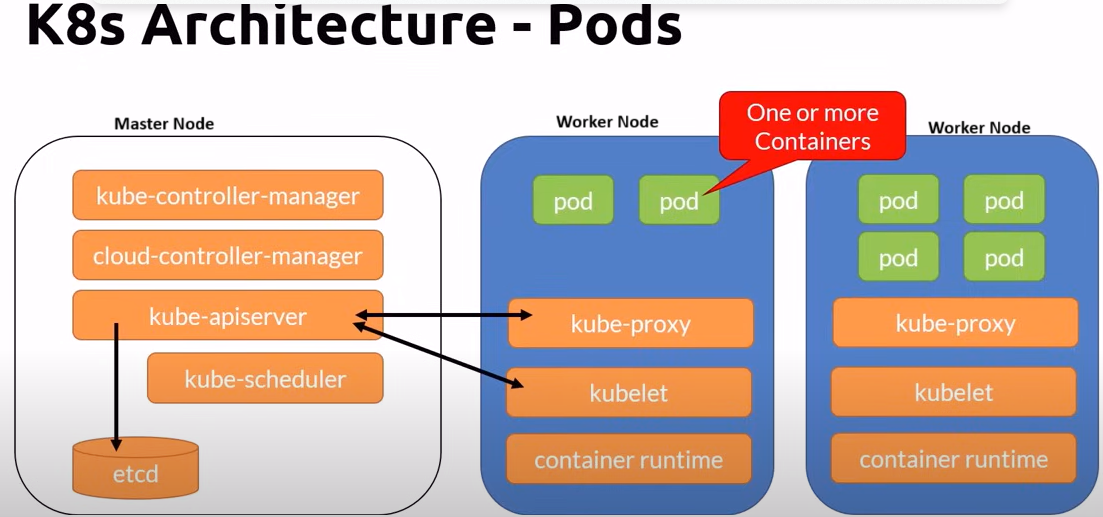 K8s Architecture - Pods
Master Node
kube-controller-manager
cloud-controller-manager
kube-apiserver
kube-scheduler
etcd
Worker Node
One or more
Containers
pod
pod
kube-proxy
kubelet
container runtime
Worker Node
pod
pod
pod
pod
kube-proxy
kubelet
container runtime